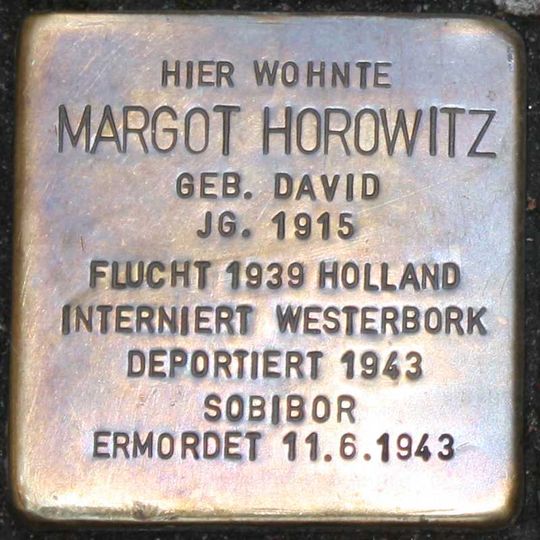 HIER WOHNTE
MARGOT HOROWITZ
GEB. DAVID
JG. 1915
FLUCHT 1939 HOLLAND
INTERNIERT WESTERBORK
DEPORTIERT 1943
SOBIBOR
ERMORDET 11.6.1943